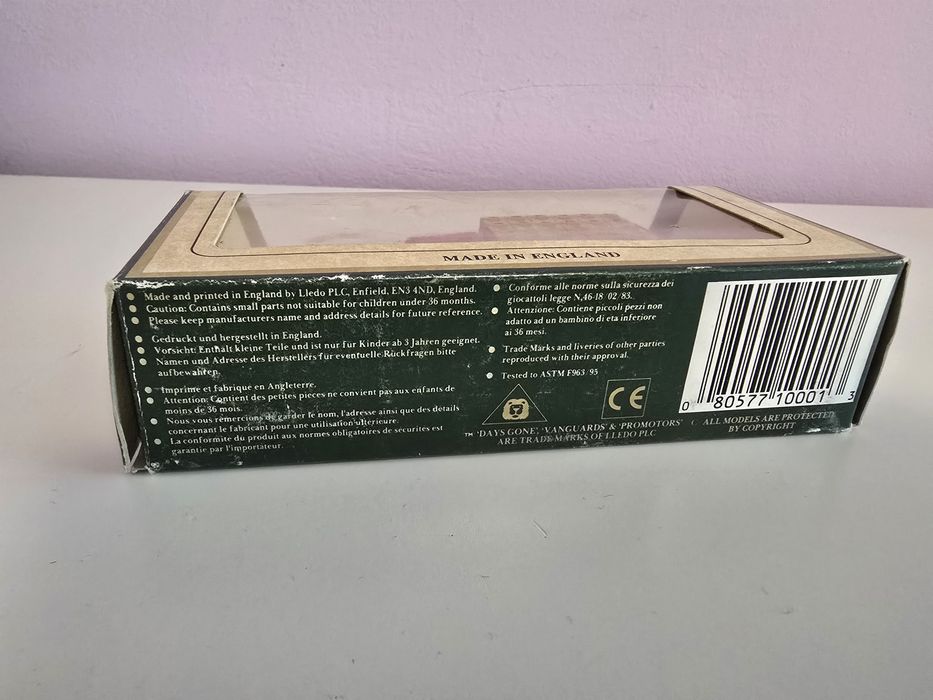 MADE IN ENGLAND
Made and printed in England by Lledo PLC, Enfield, EN3 4ND, England.
Caution: Contains small parts not suitable for children under 36 months.
Please keep manufacturers name and address details for future reference.
Gedruckt und hergestellt in England.
Vorsicht: Enthält kleine Teile und ist nur für Kinder ab 3 Jahren geeignet.
Namen und Adresse des Herstellers für eventuelle Rückfragen bitte
aufbewahren.
Imprime et fabrique en Angleterre.
Attention: Contient des petites pieces ne convient pas aux enfants de
moins de 36 mois.
Nous vous remercions de garder le nom, l'adresse ainsi que des details
concernant le fabricant pour une utilisation ulterieure.
La conformite du produit aux normes obligatoires de securites est
garantie par l'importateur.
Conforme alle norme sulla sicurezza dei
giocattoli legge N,46-18 02/83.
Attenzione: Contiene piccoli pezzi non
adatto ad un bambino di eta inferiore
ai 36 mesi.
Trade Marks and liveries of other parties
reproduced with their approval.
Tested to ASTM F963/95
CE
TM 'DAYS GONE', 'VANGUARDS & 'PROMOTORS'
ARE TRADE MARKS OF LLEDO PLC
0 80577 10001 3
C ALL MODELS ARE PROTECTED
BY COPYRIGHT